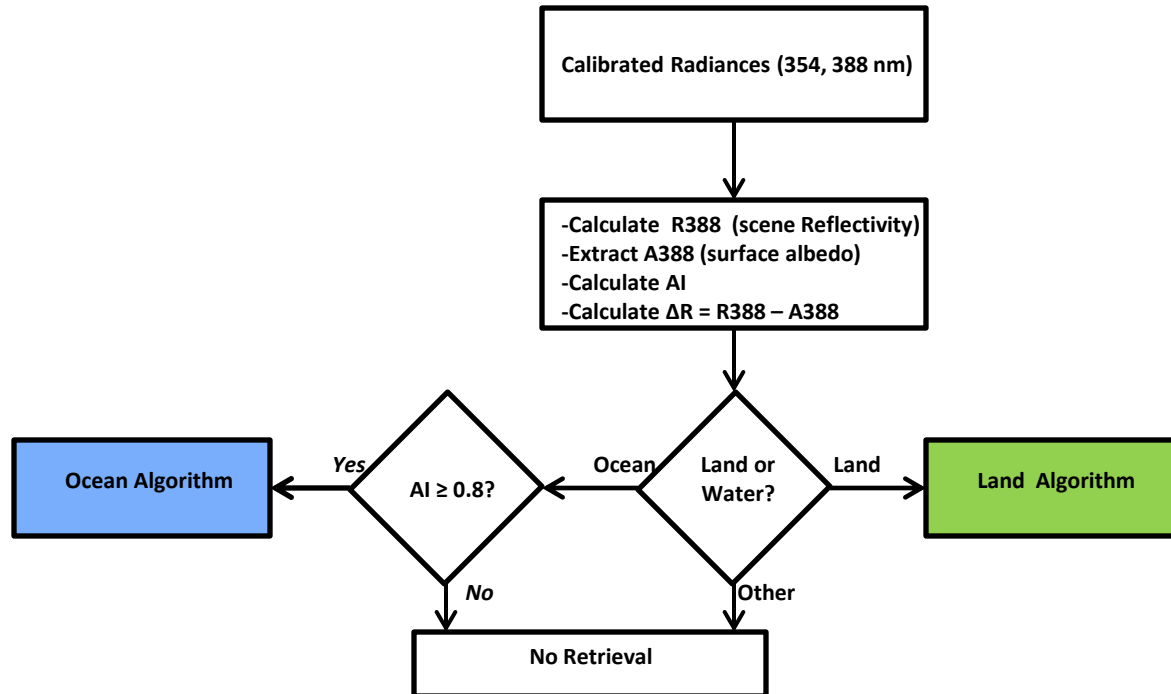 Calibrated Radiances (354, 388 nm)
-Calculate R388 (scene Reflectivity)
-Extract A388 (surface albedo)
-Calculate AI
-Calculate ΔR = R388 – A388
Ocean Algorithm
Yes
AI ≥ 0.8?
Ocean
Land or
Water?
Land
Land Algorithm
No
Other
No Retrieval